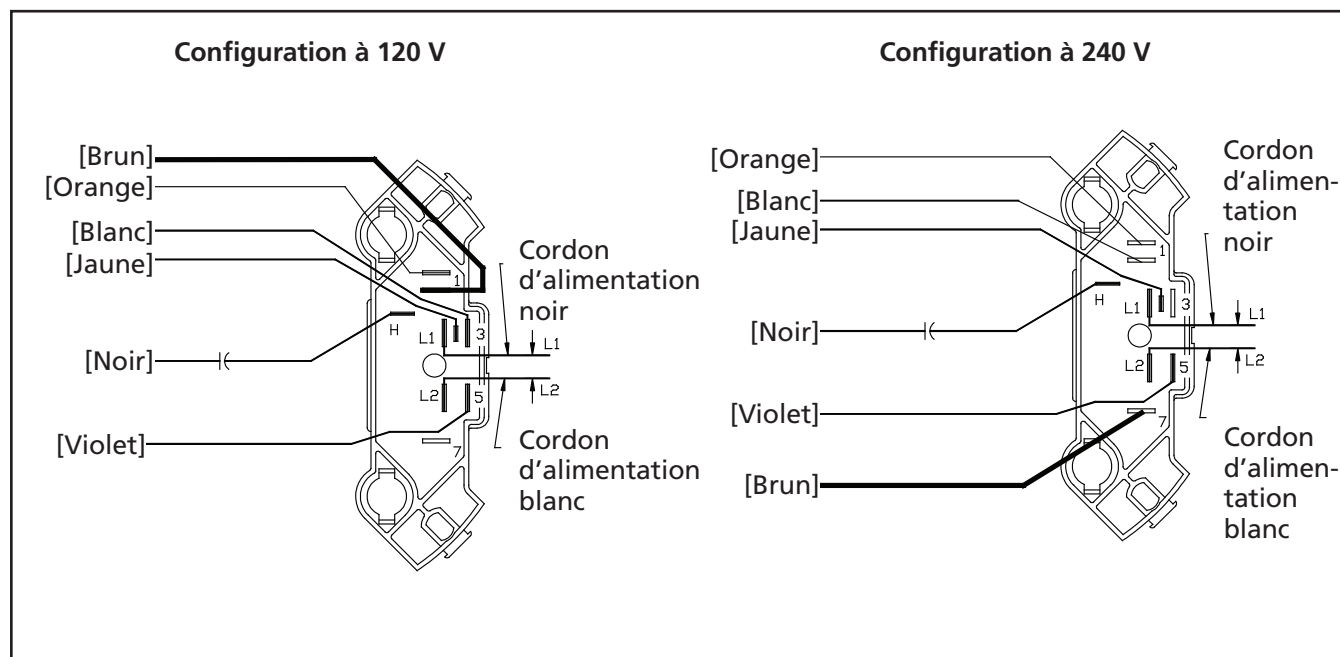 Configuration à 120 V
[Brun]
[Orange]
[Blanc]
[Jaune]
[Noir]
[Violet]
1
H
L1
3
L2
5
7
L1
L2
Cordon
d'alimentation
noir
Cordon
d'alimentation
blanc
Configuration à 240 V
[Orange]
[Blanc]
[Jaune]
[Noir]
[Violet]
[Brun]
1
H
L1
3
L2
5
7
L1
L2
Cordon
d'alimen-
tation
noir
Cordon
d'alimen-
tation
blanc